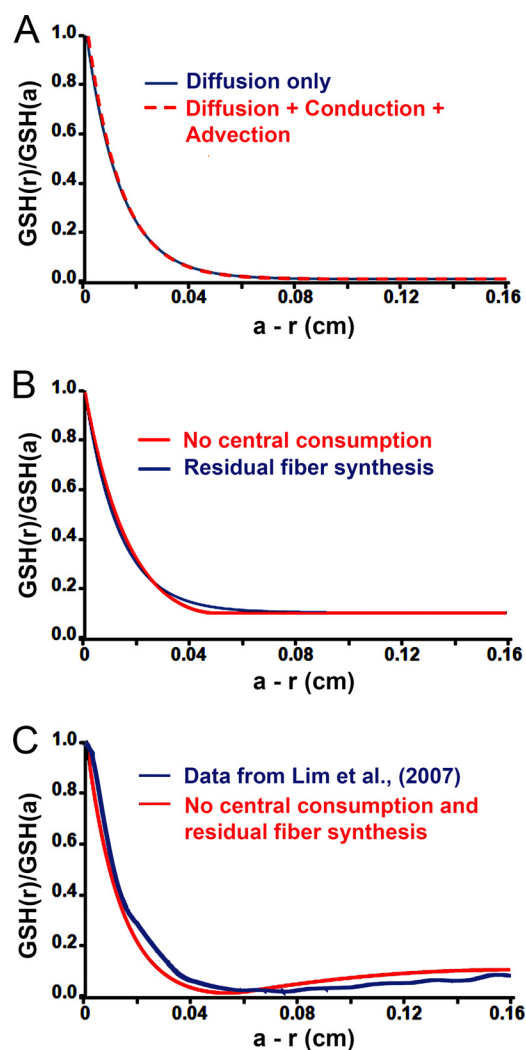 A
1.0
0.8
0.6
0.4
0.2
0.0
GSH(r)/GSH(a)
Diffusion only
Diffusion + Conduction +
Advection
0
0.04
0.08
0.12
0.16
a - r (cm)
B
1.0
0.8
0.6
0.4
0.2
0.0
GSH(r)/GSH(a)
No central consumption
Residual fiber synthesis
0
0.04
0.08
0.12
0.16
a - r (cm)
C
1.0
0.8
0.6
0.4
0.2
0.0
GSH(r)/GSH(a)
Data from Lim et al., (2007)
No central consumption and
residual fiber synthesis
0
0.04
0.08
0.12
0.16
a - r (cm)